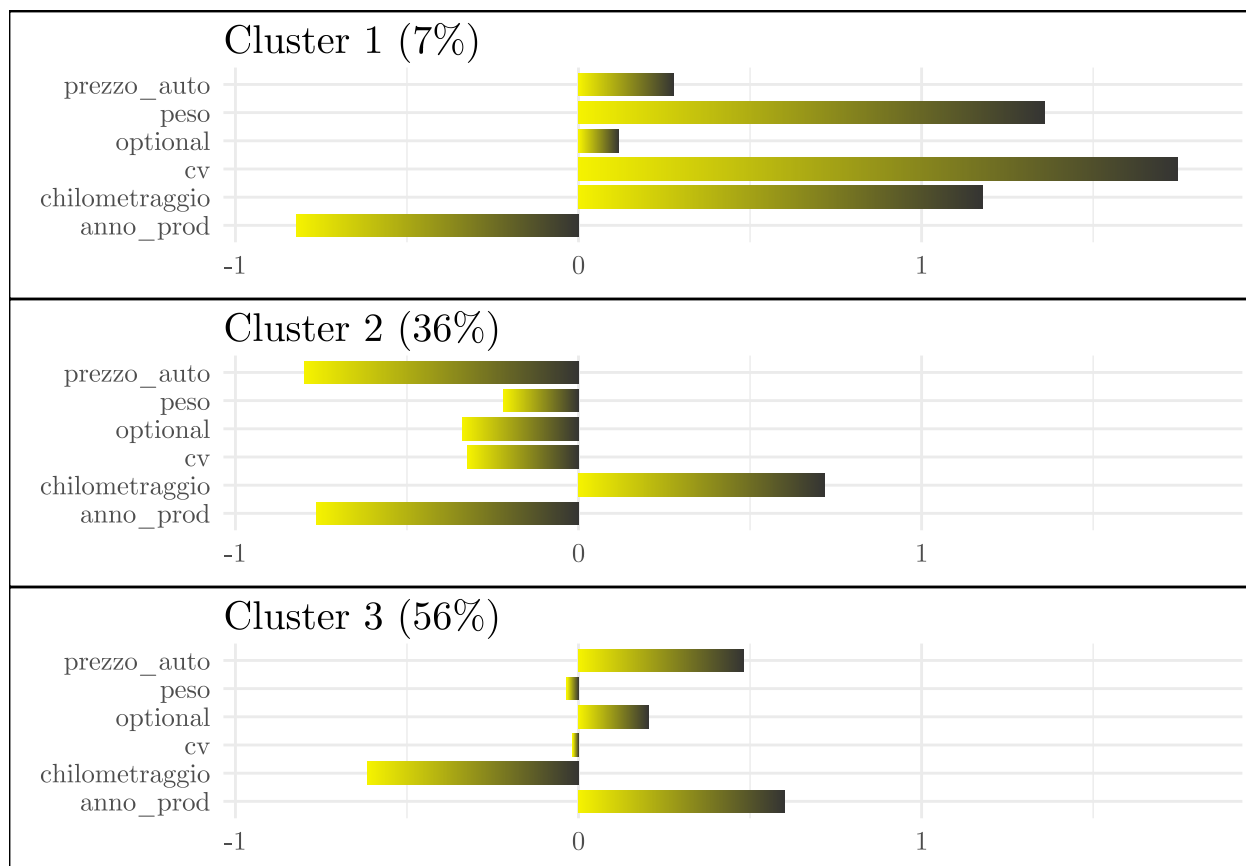 Cluster 1 (7%)
prezzo_auto
peso
optional
cv
chilometraggio
anno_prod
-1 0 1
Cluster 2 (36%)
prezzo_auto
peso
optional
cv
chilometraggio
anno_prod
-1 0 1
Cluster 3 (56%)
prezzo_auto
peso
optional
cv
chilometraggio
anno_prod
-1 0 1